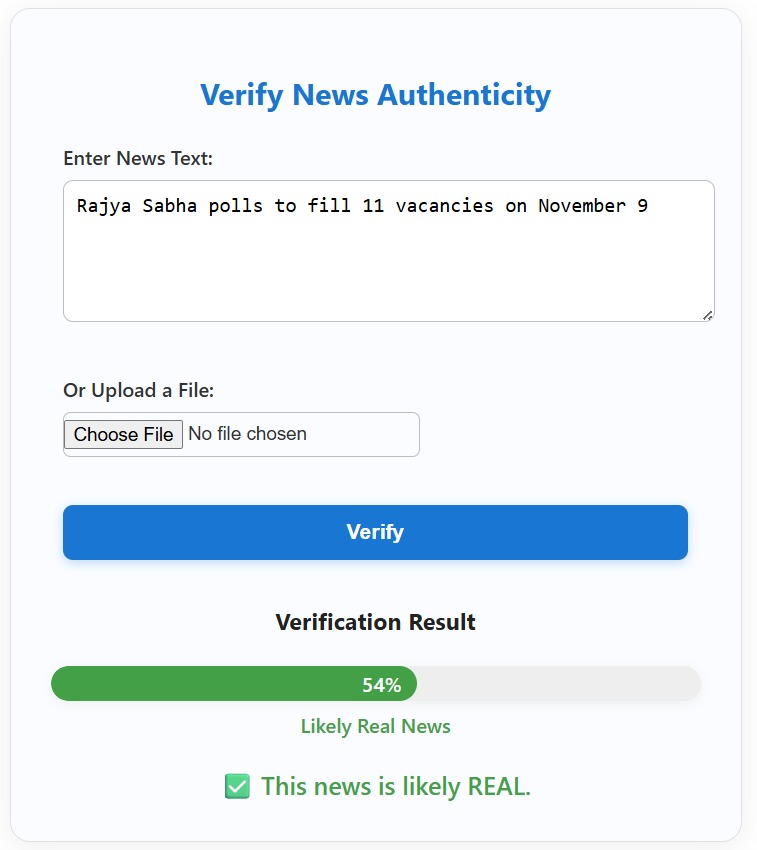 Verify News Authenticity
Enter News Text:
Rajya Sabha polls to fill 11 vacancies on November 9
Or Upload a File:
Choose File No file chosen
Verify
Verification Result
54%
Likely Real News
✅ This news is likely REAL.